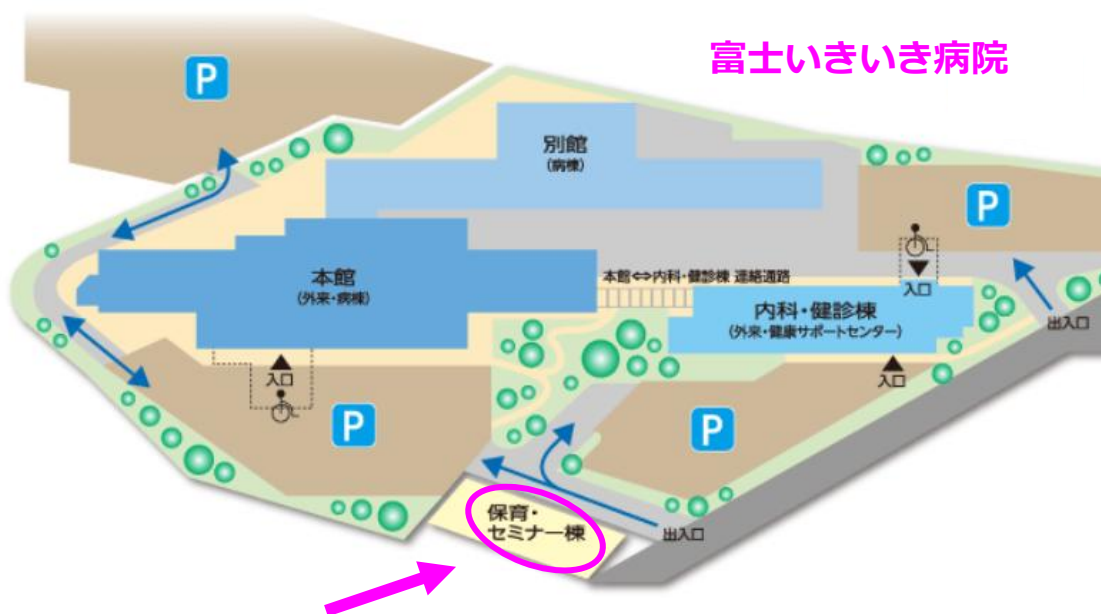 富士いきいき病院
P
別館
(病棟)
P
本館
(外来・病棟)
本館⇔内科・健診棟 連絡通路
入口
内科・健診棟
(外来・健康サポートセンター)
出入口
入口
入口
P
P
保育・
セミナー棟
出入口